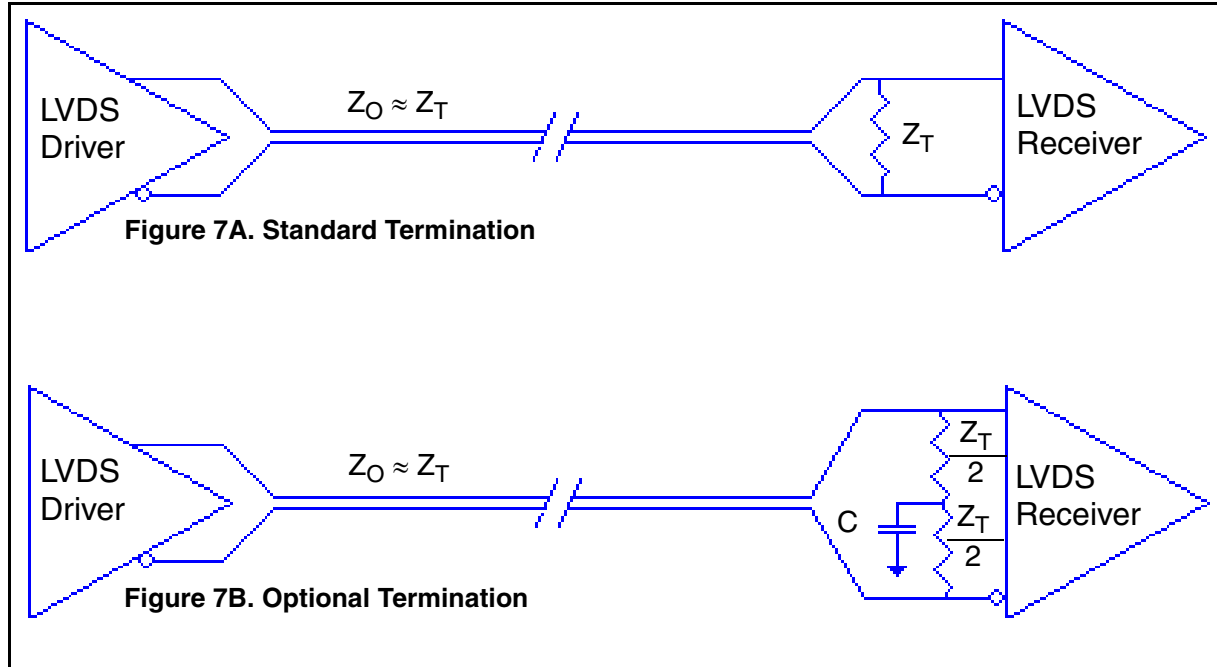 LVDS
Driver
Z_O ≈ Z_T
Z_T
LVDS
Receiver
Figure 7A. Standard Termination
LVDS
Driver
Z_O ≈ Z_T
C
Z_T
2
Z_T
2
LVDS
Receiver
Figure 7B. Optional Termination